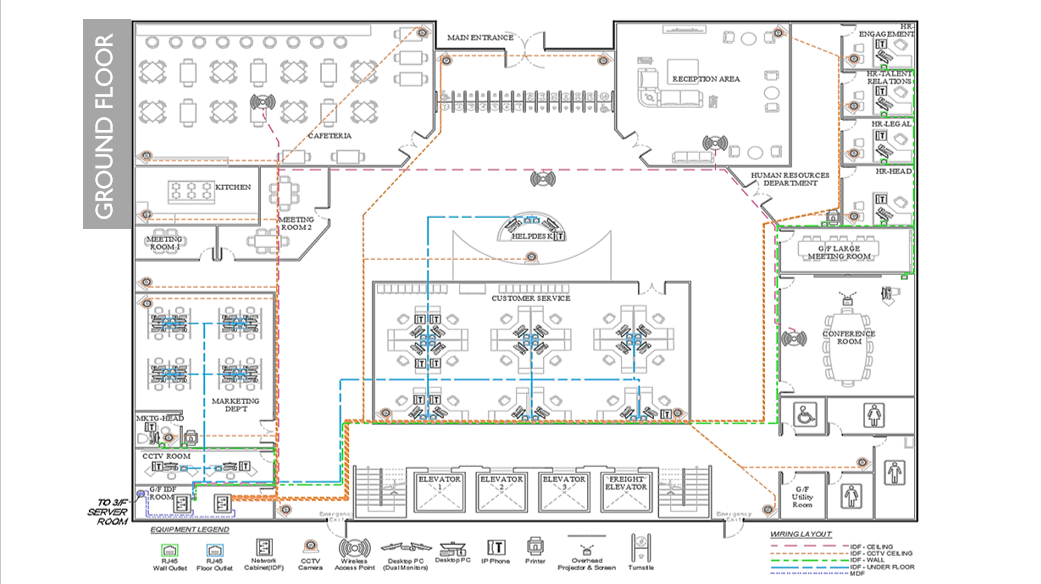 GROUND FLOOR
MAIN ENTRANCE
HR-
ENGAGEMENT
RECEPTION AREA
HR-TALENT
RELATIONS
HR-LEGAL
CAFETERIA
HR-HEAD
HUMAN RESOURCES
DEPARTMENT
KITCHEN
MEETING
ROOM 2
MEETING
ROOM 1
HELPDESK
G/F LARGE
MEETING ROOM
CUSTOMER SERVICE
CONFERENCE
ROOM
MARKETING
DEP'T
MKTG-HEAD
CCTV ROOM
G/F IDF
ROOM
ELEVATOR
1
ELEVATOR
2
ELEVATOR
3
FREIGHT
ELEVATOR
G/F
Utility
Room
TO 3/F
SERVER
ROOM
Emergency
Exit
Emergency
Exit
EQUIPMENT LEGEND
RJ45
Wall Outlet
RJ45
Floor Outlet
Network
Cabinet(IDF)
CCTV
Camera
Wireless
Access Point
Desktop PC
(Dual Monitors)
Desktop PC
IP Phone
Printer
Overhead
Projector & Screen
Turnstile
WIRING LAYOUT
IDF - CEILING
IDF - CCTV CEILING
IDF - WALL
IDF - UNDER FLOOR
MDF